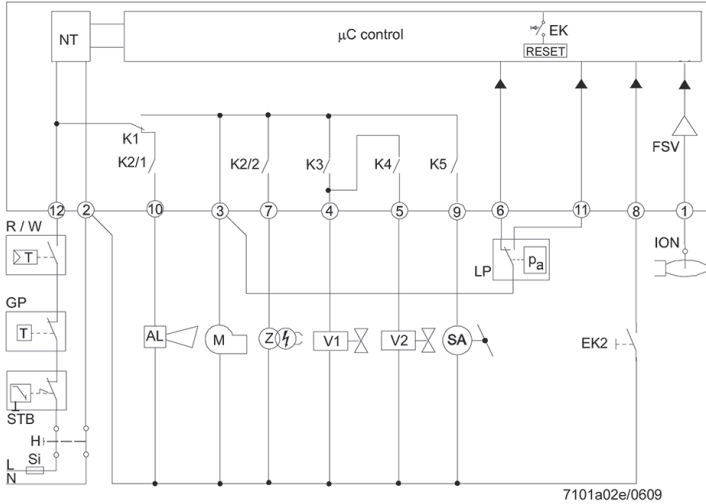 NT
μC control
EK
RESET
FSV
K1
K2/1
K2/2
K3
K4
K5
12
2
10
3
7
4
5
9
6
11
8
1
R / W
T
LP
pa
ION
GP
T
AL
M
Z
V1
V2
SA
EK2
STB
H
L
Si
N
7101a02e/0609